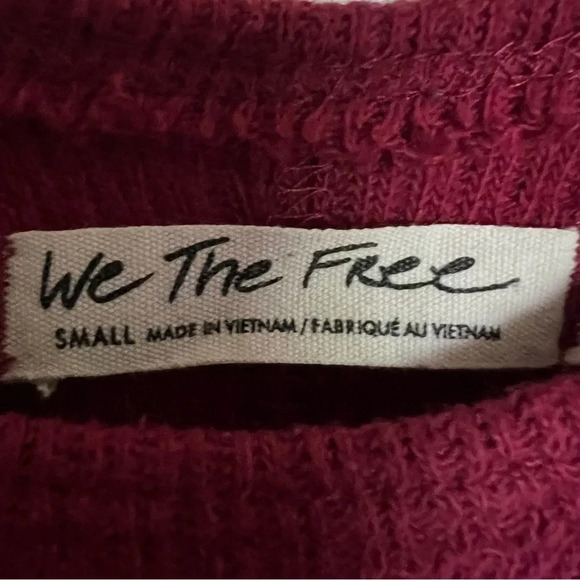 We The Free
SMALL MADE IN VIETNAM / FABRIQUÉ AU VIETNAM